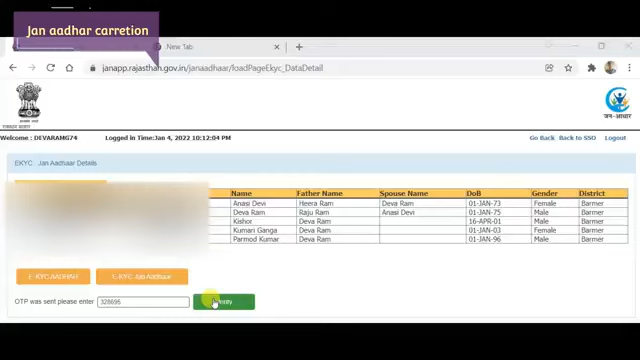 Jan aadhar carretion
New Tab
janapp.rajasthan.gov.in/janaadhaar/loadPageEkyc_DataDetail
जन-आधार
Welcome : DEVARAMG74 Logged in Time:Jan 4, 2022 10:12:04 PM Go Back Back to SSO Logout
EKYC Jan Aadhaar Details
Name Father Name Spouse Name DoB Gender District
Anasi Devi Heera Ram Deva Ram 01-JAN-73 Female Barmer
Deva Ram Raju Ram Anasi Devi 01-JAN-75 Male Barmer
Kishor Deva Ram 16-APR-01 Male Barmer
Kumari Ganga Deva Ram 01-JAN-03 Female Barmer
Parmod Kumar Deva Ram 01-JAN-96 Male Barmer
E- KYC AADHAR E- KYC Jan Aadhaar
OTP was sent please enter 328695